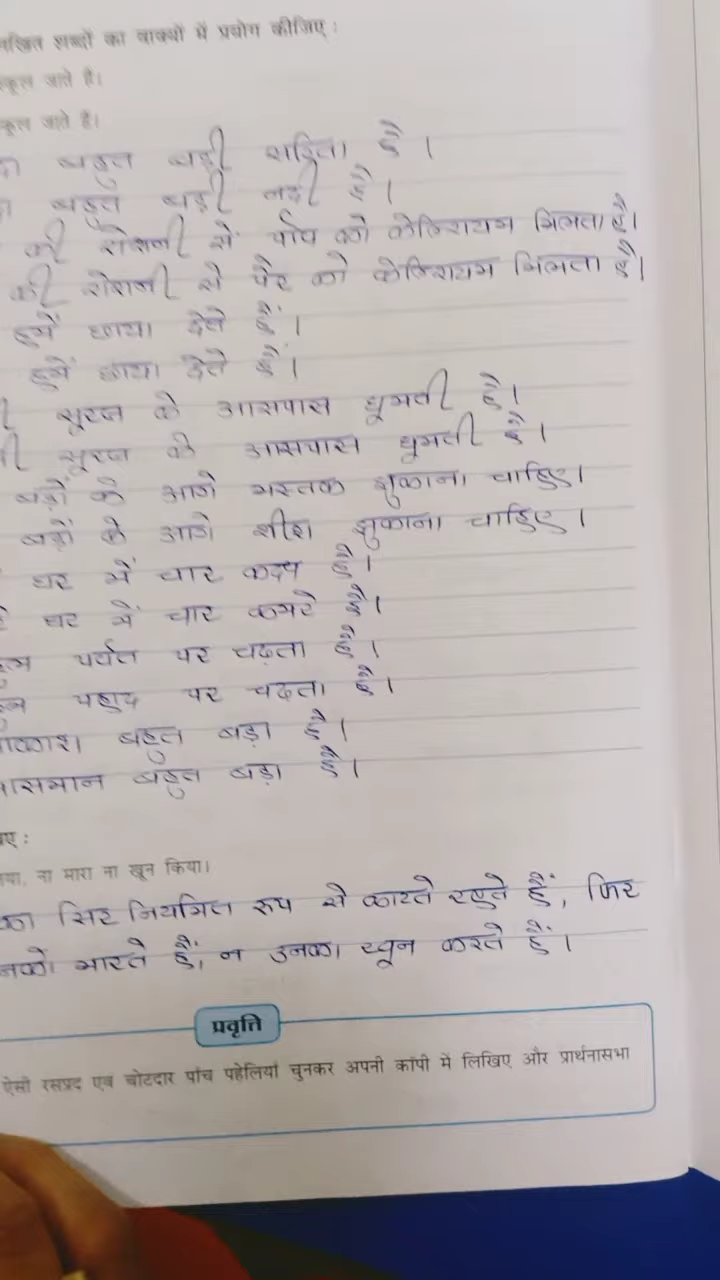 शब्दों का वाक्यों में प्रयोग कीजिए :
जाते है।
जाते हैं।
बहुत बड़ी सरिता है ।
बहुत बड़ी नदी है ।
की रोशनी से पाँव को केल्शियम मिलता है।
की रोशनी से पैर को केल्शियम मिलता है।
हमें छाया देते हैं ।
हमें छाया देते हैं ।
सूरज के आसपास घूमती है ।
सूरज के आसपास घूमती है ।
बड़ों के आगे मस्तक झुकाना चाहिए।
बड़ों के आगे शीश झुकाना चाहिए ।
घर में चार कक्ष है ।
घर में चार कमरे है ।
पर्वत पर चढ़ता है ।
पहाड़ पर चढ़ता है ।
बहुत बड़ा है ।
बहुत बड़ा है ।
ना मारा ना खून किया।
सिर नियमित रूप से काटते रहते हैं, फिर
मारते हैं, न उनका खून करते हैं ।
प्रवृत्ति
ऐसी रसप्रद एवं चोटदार पाँच पहेलियाँ चुनकर अपनी कॉपी में लिखिए और प्रार्थनासभा